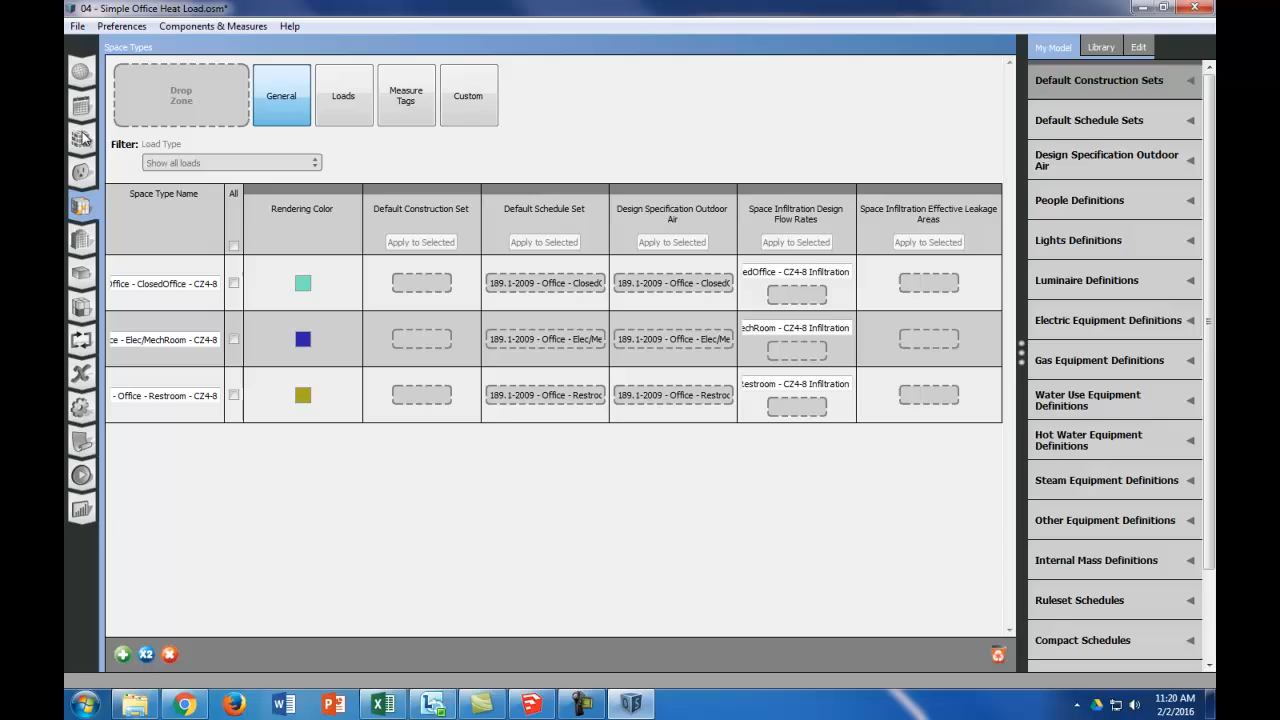 04 - Simple Office Heat Load.osm*
File Preferences Components & Measures Help
Space Types
My Model Library Edit
Drop
Zone
General
Loads
Measure
Tags
Custom
Filter: Load Type
Show all loads
Space Type Name
All
Rendering Color
Default Construction Set
Default Schedule Set
Design Specification Outdoor
Air
Space Infiltration Design
Flow Rates
Space Infiltration Effective Leakage
Areas
Apply to Selected
Apply to Selected
Apply to Selected
Apply to Selected
Apply to Selected
Office - ClosedOffice - CZ4-8
189.1-2009 - Office - Closed
189.1-2009 - Office - Closed
edOffice - CZ4-8 Infiltration
ce - Elec/MechRoom - CZ4-8
189.1-2009 - Office - Elec/Me
189.1-2009 - Office - Elec/Me
echRoom - CZ4-8 Infiltration
- Office - Restroom - CZ4-8
189.1-2009 - Office - Restroo
189.1-2009 - Office - Restroo
Restroom - CZ4-8 Infiltration
Default Construction Sets
Default Schedule Sets
Design Specification Outdoor
Air
People Definitions
Lights Definitions
Luminaire Definitions
Electric Equipment Definitions
Gas Equipment Definitions
Water Use Equipment
Definitions
Hot Water Equipment
Definitions
Steam Equipment Definitions
Other Equipment Definitions
Internal Mass Definitions
Ruleset Schedules
Compact Schedules
X2
11:20 AM
2/2/2016